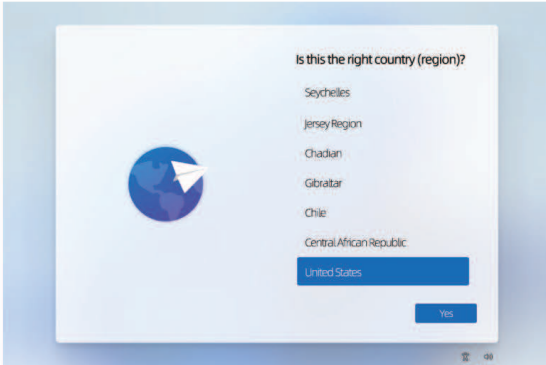 Is this the right country (region)?
Seychelles
Jersey Region
Chadian
Gibraltar
Chile
Central African Republic
United States
Yes